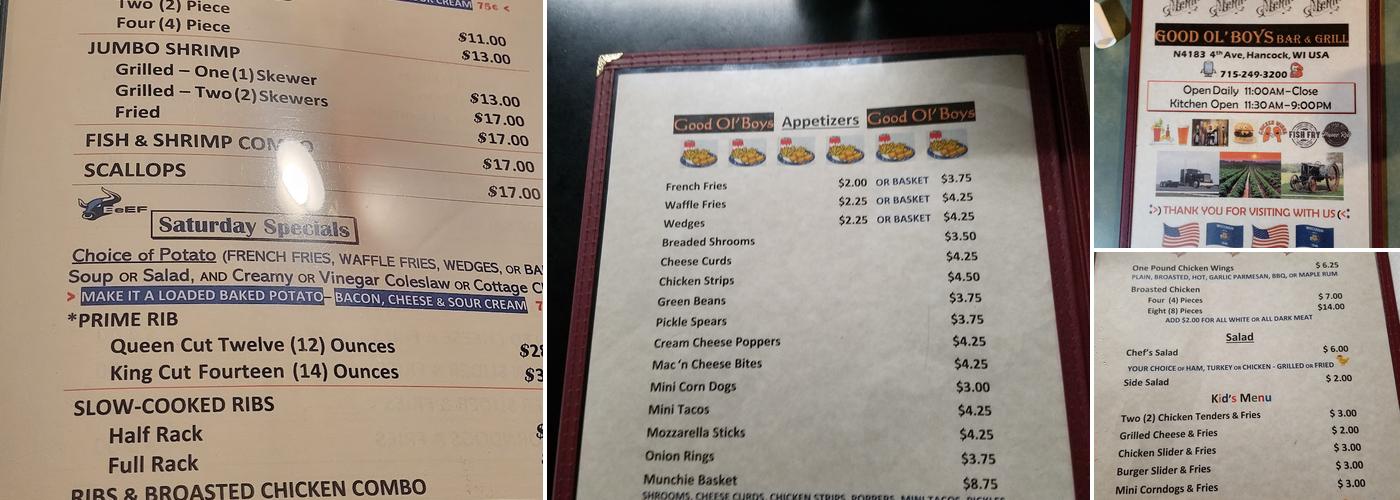 SOUR CREAM 75¢ <
Two (2) Piece $11.00
Four (4) Piece $13.00
JUMBO SHRIMP
Grilled – One (1) Skewer $13.00
Grilled – Two (2) Skewers $17.00
Fried $17.00
FISH & SHRIMP COMBO $17.00
SCALLOPS $17.00
BEEF
Saturday Specials
Choice of Potato (FRENCH FRIES, WAFFLE FRIES, WEDGES, OR BA
Soup OR Salad, AND Creamy OR Vinegar Coleslaw OR Cottage C
> MAKE IT A LOADED BAKED POTATO – BACON, CHEESE & SOUR CREAM 7
*PRIME RIB
Queen Cut Twelve (12) Ounces $2
King Cut Fourteen (14) Ounces $3
SLOW-COOKED RIBS
Half Rack
Full Rack
RIBS & BROASTED CHICKEN COMBO
Good Ol' Boys Appetizers Good Ol' Boys
French Fries $2.00 OR BASKET $3.75
Waffle Fries $2.25 OR BASKET $4.25
Wedges $2.25 OR BASKET $4.25
Breaded Shrooms $3.50
Cheese Curds $4.25
Chicken Strips $4.50
Green Beans $3.75
Pickle Spears $3.75
Cream Cheese Poppers $4.25
Mac 'n Cheese Bites $4.25
Mini Corn Dogs $3.00
Mini Tacos $4.25
Mozzarella Sticks $4.25
Onion Rings $3.75
Munchie Basket $8.75
SHROOMS, CHEESE CURDS, CHICKEN STRIPS, POPPERS, MINI TACOS, PICKLES
Menu Menu Menu Menu
GOOD OL' BOYS BAR & GRILL
N4183 4th Ave, Hancock, WI USA
715-249-3200
Open Daily 11:00AM–Close
Kitchen Open 11:30AM–9:00PM
FISH FRY
THANK YOU FOR VISITING WITH US
One Pound Chicken Wings $ 6.25
PLAIN, BROASTED, HOT, GARLIC PARMESAN, BBQ, OR MAPLE RUM
Broasted Chicken
Four (4) Pieces $ 7.00
Eight (8) Pieces $14.00
ADD $2.00 FOR ALL WHITE OR ALL DARK MEAT
Salad
Chef's Salad $ 6.00
YOUR CHOICE OF HAM, TURKEY OR CHICKEN - GRILLED OR FRIED
Side Salad $ 2.00
Kid's Menu
Two (2) Chicken Tenders & Fries $ 3.00
Grilled Cheese & Fries $ 2.00
Chicken Slider & Fries $ 3.00
Burger Slider & Fries $ 3.00
Mini Corndogs & Fries $ 3.00